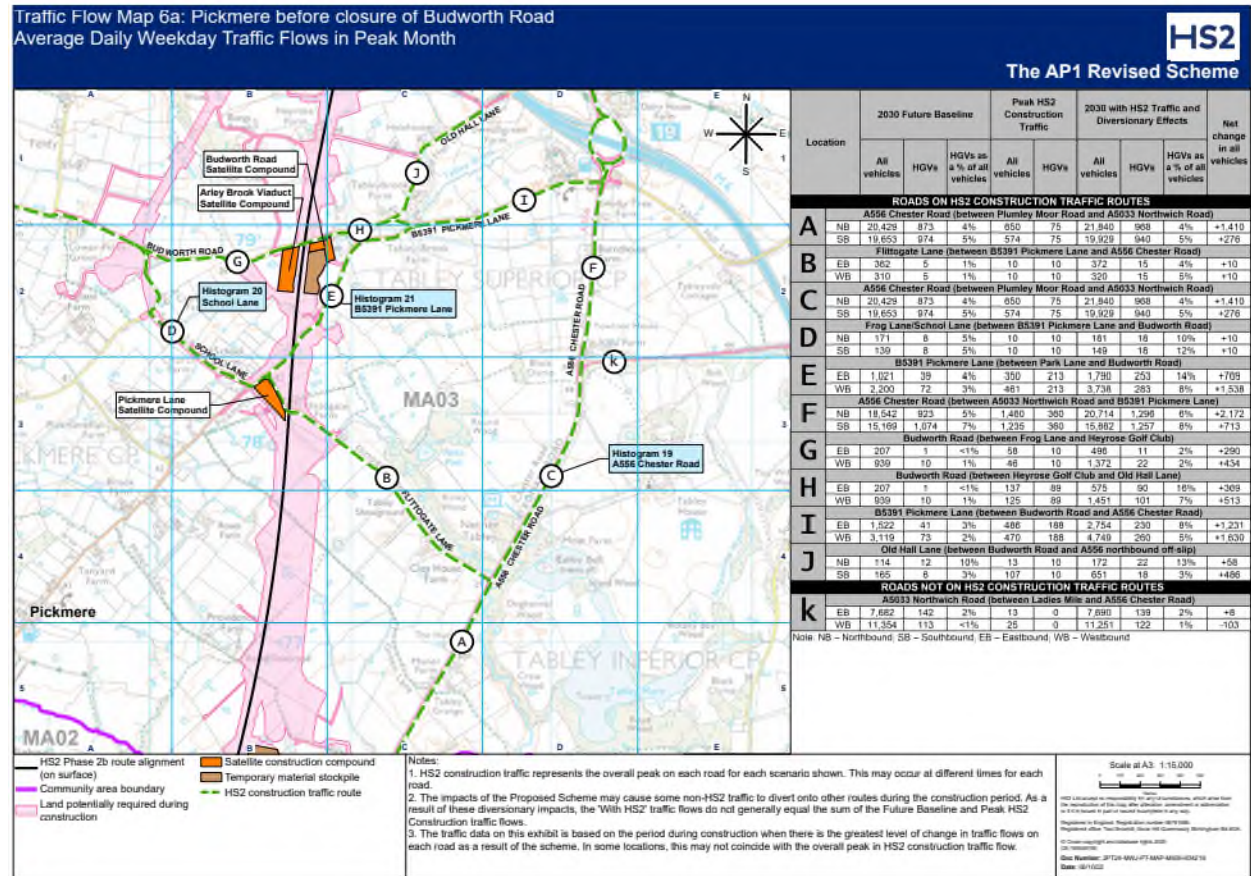 Traffic Flow Map 6a: Pickmere before closure of Budworth Road
Average Daily Weekday Traffic Flows in Peak Month
HS2
The AP1 Revised Scheme
A B C D E
N
W E
S
19
OLD HALL LANE
Budworth Road
Satellite Compound
J
Arley Brook Viaduct
Satellite Compound
I
H
B5391 PICKMERE LANE
BUDWORTH ROAD
79
G
F
TABLEY SUPERIOR CP
Histogram 20
School Lane
E
Histogram 21
B5391 Pickmere Lane
D
SCHOOL LANE
A556 CHESTER ROAD
k
Pickmere Lane
Satellite Compound
MA03
78
Histogram 19
A556 Chester Road
B
C
FLITTOGATE LANE
A556 CHESTER ROAD
Pickmere
A
TABLEY INFERIOR CP
MA02
A B C D E
Location
2030 Future Baseline
Peak HS2 Construction Traffic
2030 with HS2 Traffic and Diversionary Effects
Net change in all vehicles
All vehicles HGVs HGVs as a % of all vehicles All vehicles HGVs All vehicles HGVs HGVs as a % of all vehicles
ROADS ON HS2 CONSTRUCTION TRAFFIC ROUTES
A A556 Chester Road (between Plumley Moor Road and A5033 Northwich Road)
NB 20,429 873 4% 650 75 21,840 968 4% +1,410
SB 19,653 974 5% 574 75 19,929 940 5% +276
B Flittogate Lane (between B5391 Pickmere Lane and A556 Chester Road)
EB 362 5 1% 10 10 372 15 4% +10
WB 310 5 1% 10 10 320 15 5% +10
C A556 Chester Road (between Plumley Moor Road and A5033 Northwich Road)
NB 20,429 873 4% 650 75 21,840 968 4% +1,410
SB 19,653 974 5% 574 75 19,929 940 5% +276
D Frog Lane/School Lane (between B5391 Pickmere Lane and Budworth Road)
NB 171 8 5% 10 10 181 18 10% +10
SB 139 8 5% 10 10 149 18 12% +10
E B5391 Pickmere Lane (between Park Lane and Budworth Road)
EB 1,021 39 4% 350 213 1,790 253 14% +769
WB 2,200 72 3% 461 213 3,738 283 8% +1,538
F A556 Chester Road (between A5033 Northwich Road and B5391 Pickmere Lane)
NB 18,542 923 5% 1,460 360 20,714 1,296 6% +2,172
SB 15,169 1,074 7% 1,235 360 15,882 1,257 8% +713
G Budworth Road (between Frog Lane and Heyrose Golf Club)
EB 207 1 <1% 58 10 496 11 2% +290
WB 939 10 1% 46 10 1,372 22 2% +434
H Budworth Road (between Heyrose Golf Club and Old Hall Lane)
EB 207 1 <1% 137 89 575 90 16% +369
WB 939 10 1% 125 89 1,451 101 7% +513
I B5391 Pickmere Lane (between Budworth Road and A556 Chester Road)
EB 1,522 41 3% 486 188 2,754 230 8% +1,231
WB 3,119 73 2% 470 188 4,749 260 5% +1,630
J Old Hall Lane (between Budworth Road and A556 northbound off-slip)
NB 114 12 10% 13 10 172 22 13% +58
SB 165 6 3% 107 10 651 18 3% +486
ROADS NOT ON HS2 CONSTRUCTION TRAFFIC ROUTES
k A5033 Northwich Road (between Ladies Mile and A556 Chester Road)
EB 7,682 142 2% 13 0 7,690 139 2% +8
WB 11,354 113 <1% 25 0 11,251 122 1% -103
Note: NB – Northbound; SB – Southbound; EB – Eastbound; WB – Westbound
HS2 Phase 2b route alignment
(on surface)
Community area boundary
Land potentially required during
construction
Satellite construction compound
Temporary material stockpile
HS2 construction traffic route
Notes:
1. HS2 construction traffic represents the overall peak on each road for each scenario shown. This may occur at different times for each
road.
2. The impacts of the Proposed Scheme may cause some non-HS2 traffic to divert onto other routes during the construction period. As a
result of these diversionary impacts, the 'With HS2' traffic flows do not generally equal the sum of the Future Baseline and Peak HS2
Construction traffic flows.
3. The traffic data on this exhibit is based on the period during construction when there is the greatest level of change in traffic flows on
each road as a result of the scheme. In some locations, this may not coincide with the overall peak in HS2 construction traffic flow.
Scale at A3: 1:15,000